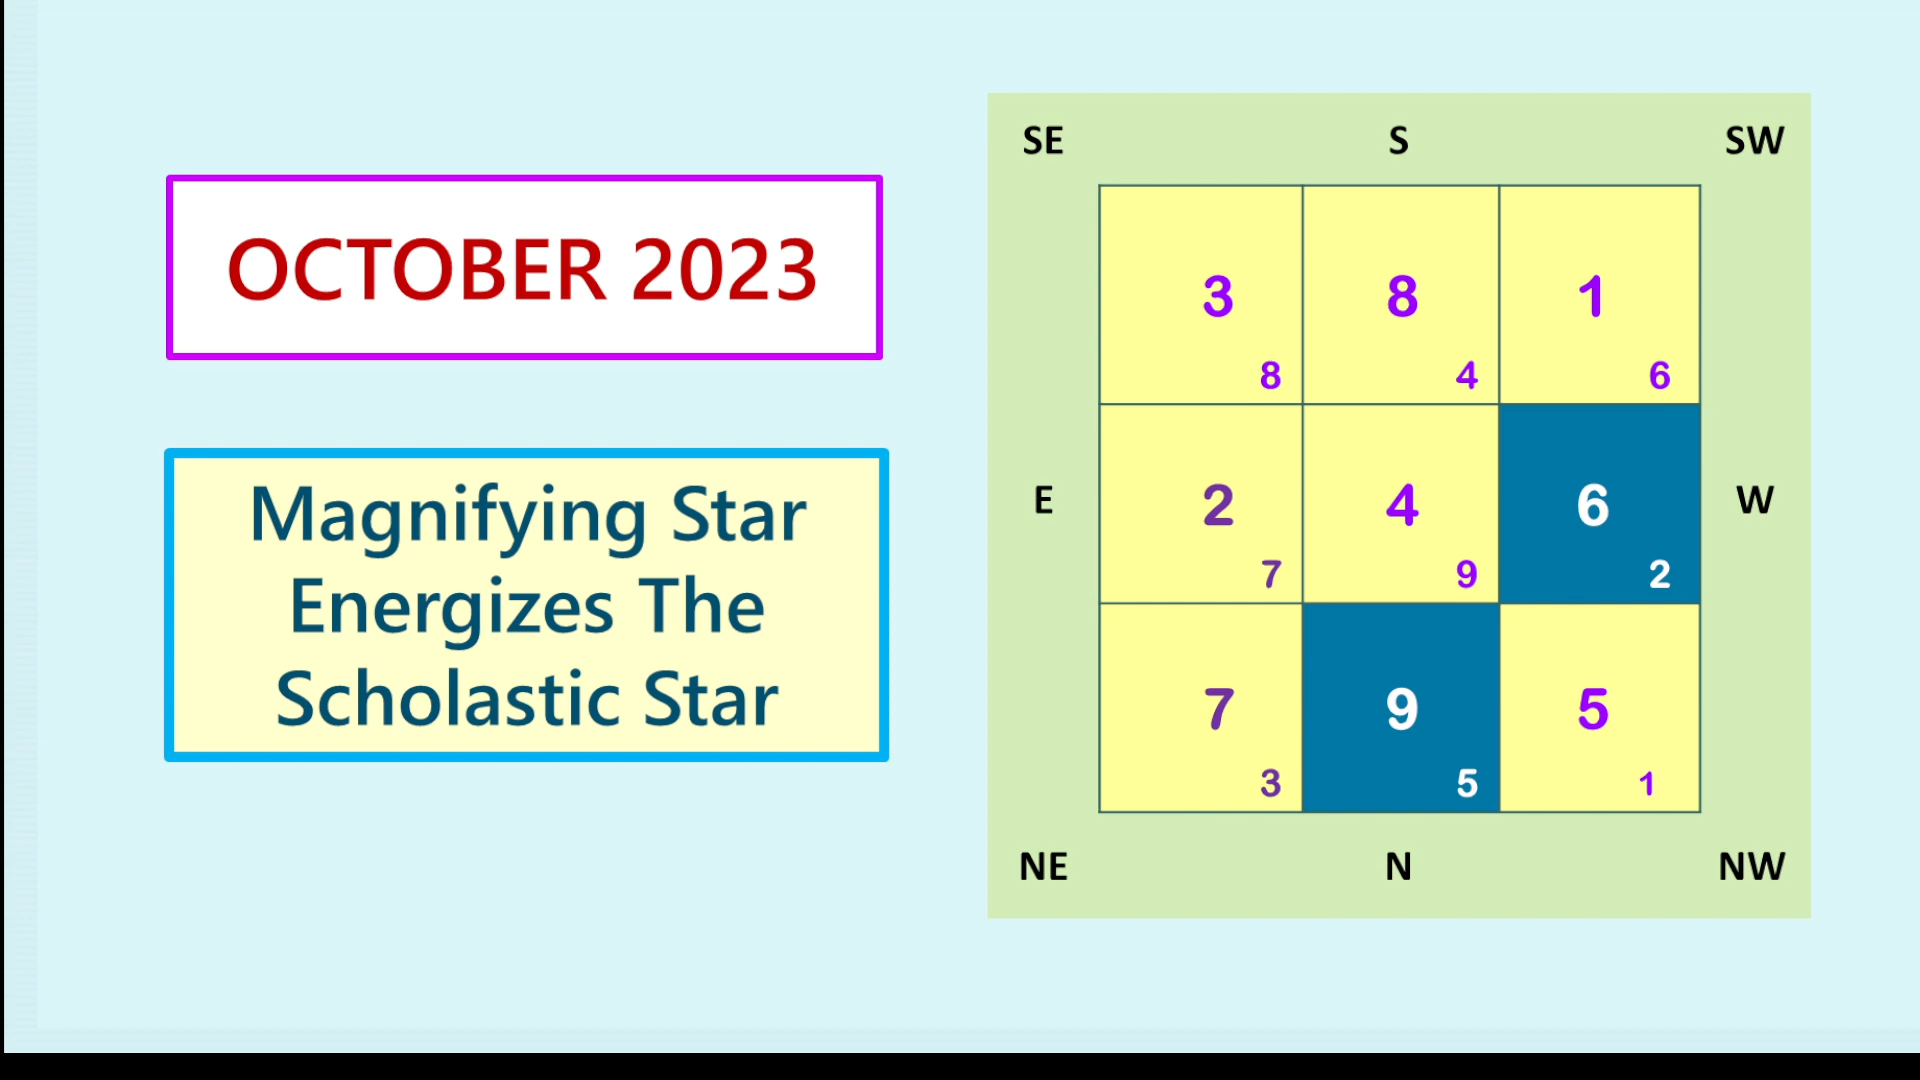 OCTOBER 2023
Magnifying Star
Energizes The
Scholastic Star
SE S SW
3 8 1
8 4 6
E 2 4 6 W
7 9 2
7 9 5
3 5 1
NE N NW